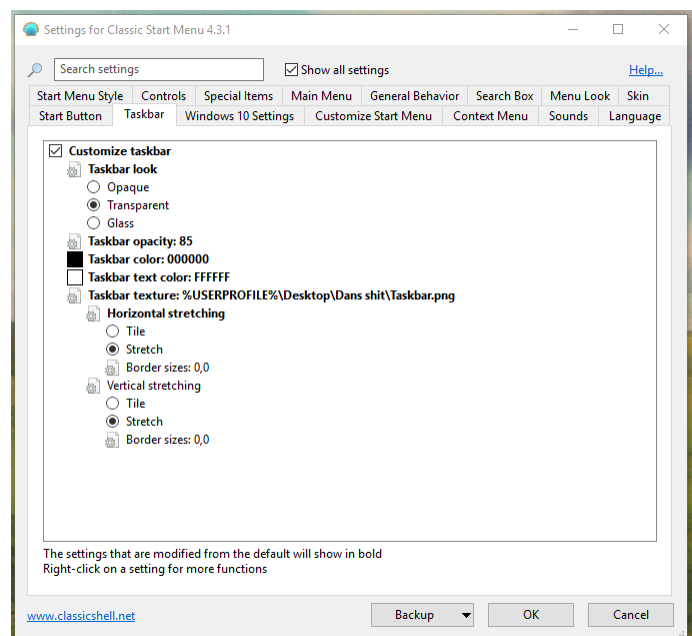 Settings for Classic Start Menu 4.3.1
Search settings
Show all settings
Help...
Start Menu Style
Controls
Special Items
Main Menu
General Behavior
Search Box
Menu Look
Skin
Start Button
Taskbar
Windows 10 Settings
Customize Start Menu
Context Menu
Sounds
Language
Customize taskbar
Taskbar look
Opaque
Transparent
Glass
Taskbar opacity: 85
Taskbar color: 000000
Taskbar text color: FFFFFF
Taskbar texture: %USERPROFILE%\Desktop\Dans shit\Taskbar.png
Horizontal stretching
Tile
Stretch
Border sizes: 0,0
Vertical stretching
Tile
Stretch
Border sizes: 0,0
The settings that are modified from the default will show in bold
Right-click on a setting for more functions
www.classicshell.net
Backup
OK
Cancel